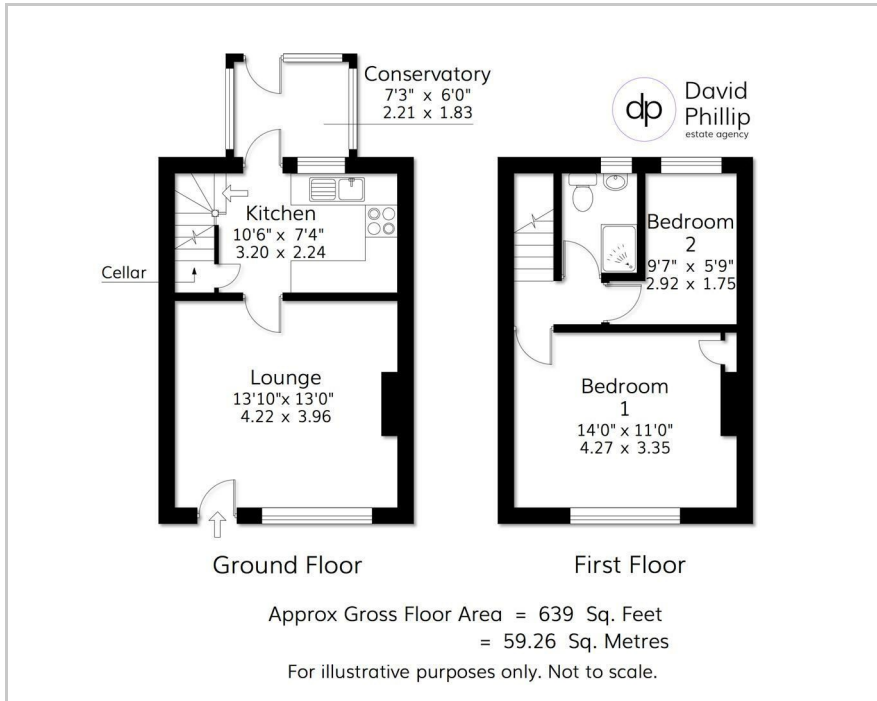 Conservatory
7'3" x 6'0"
2.21 x 1.83
dp
David
Phillip
estate agency
Kitchen
10'6" x 7'4"
3.20 x 2.24
Cellar
Lounge
13'10"x 13'0"
4.22 x 3.96
Bedroom
2
9'7" x 5'9"
2.92 x 1.75
Bedroom
1
14'0" x 11'0"
4.27 x 3.35
Ground Floor
First Floor
Approx Gross Floor Area = 639 Sq. Feet
= 59.26 Sq. Metres
For illustrative purposes only. Not to scale.